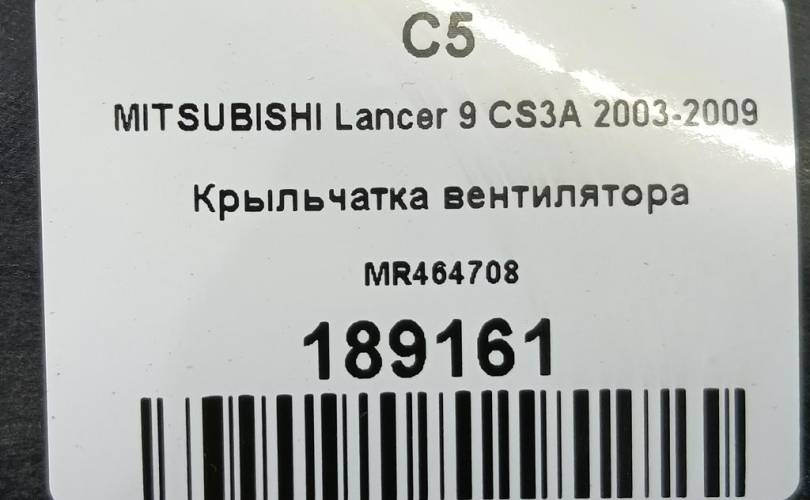 C5
MITSUBISHI Lancer 9 CS3A 2003-2009
Крыльчатка вентилятора
MR464708
189161